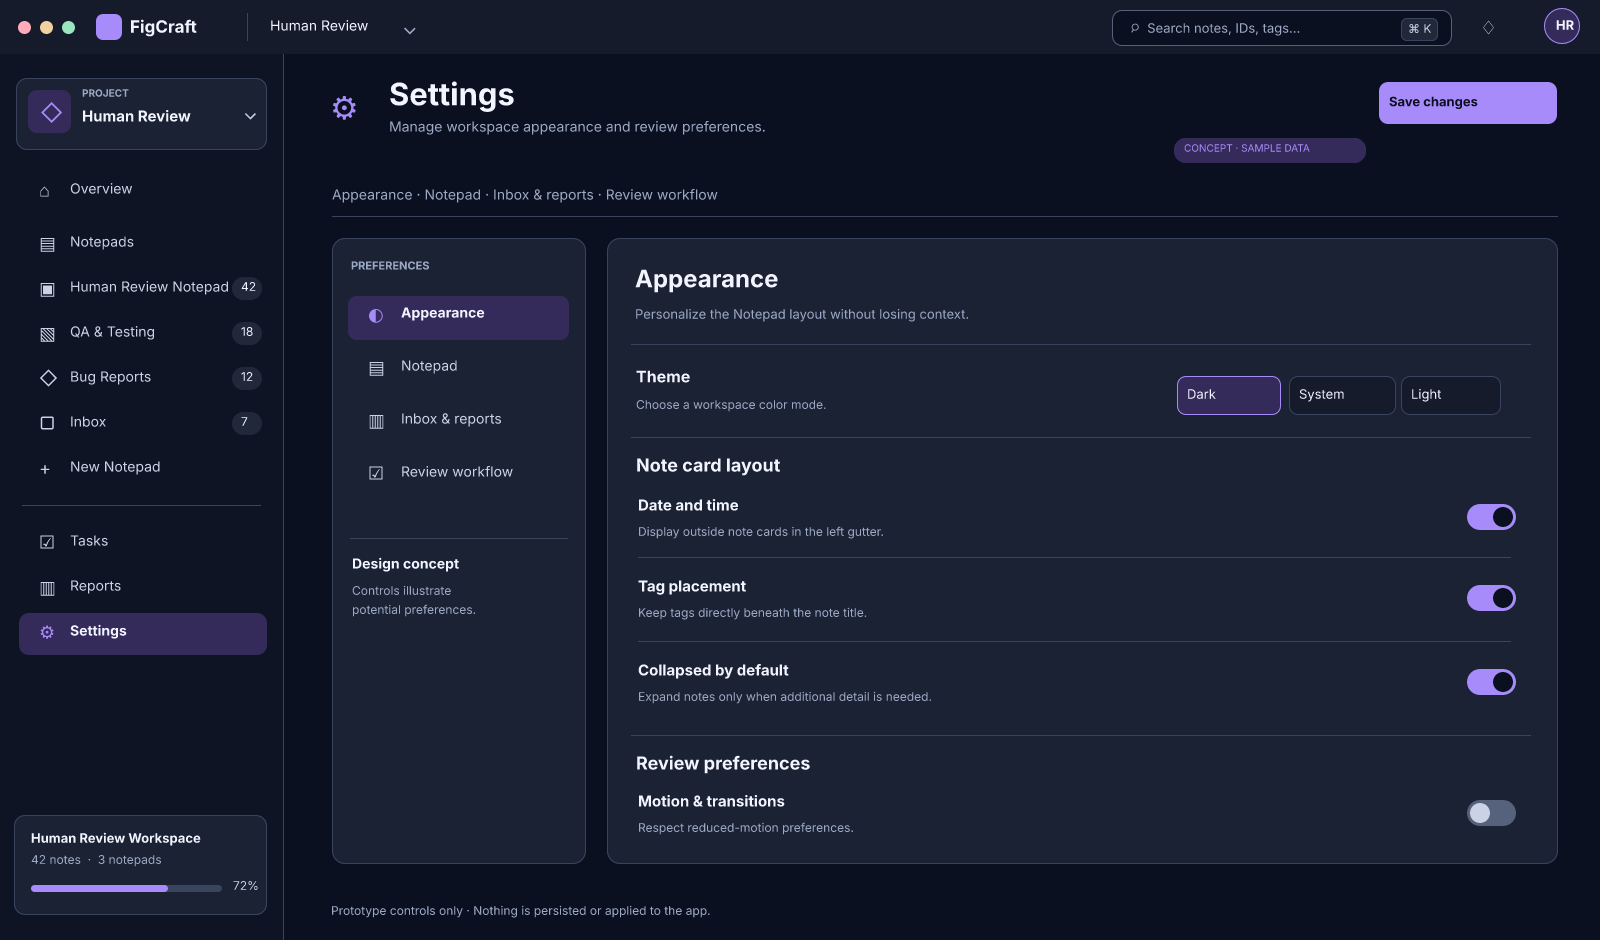 FigCraft
Human Review
Search notes, IDs, tags...
⌘ K
HR
PROJECT
Human Review
Overview
Notepads
Human Review Notepad 42
QA & Testing 18
Bug Reports 12
Inbox 7
+ New Notepad
Tasks
Reports
Settings
Human Review Workspace
42 notes · 3 notepads
72%
Settings
Manage workspace appearance and review preferences.
Save changes
CONCEPT · SAMPLE DATA
Appearance · Notepad · Inbox & reports · Review workflow
PREFERENCES
Appearance
Notepad
Inbox & reports
Review workflow
Design concept
Controls illustrate
potential preferences.
Appearance
Personalize the Notepad layout without losing context.
Theme
Choose a workspace color mode.
Dark
System
Light
Note card layout
Date and time
Display outside note cards in the left gutter.
Tag placement
Keep tags directly beneath the note title.
Collapsed by default
Expand notes only when additional detail is needed.
Review preferences
Motion & transitions
Respect reduced-motion preferences.
Prototype controls only · Nothing is persisted or applied to the app.